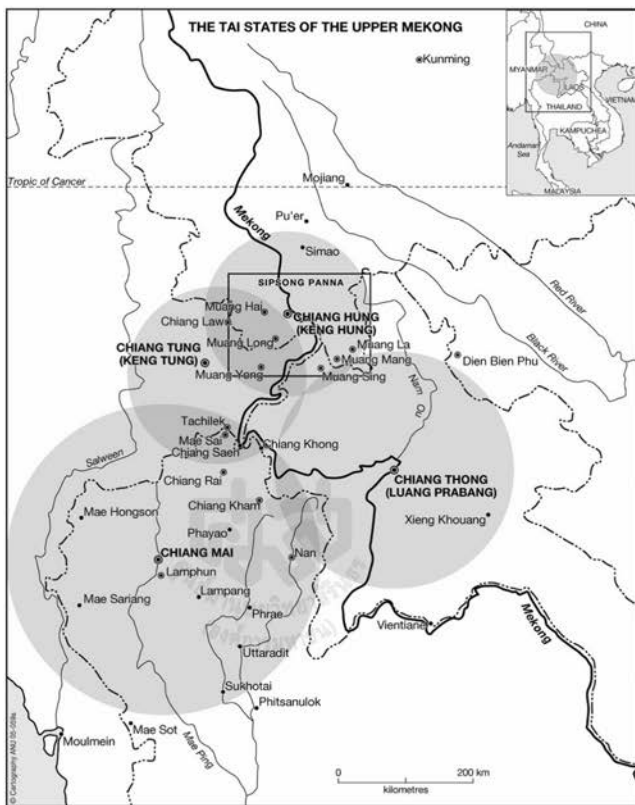 THE TAI STATES OF THE UPPER MEKONG
CHINA
MYANMAR
LAOS
VIETNAM
THAILAND
KAMPUCHEA
Andaman
Sea
MALAYSIA
Kunming
Tropic of Cancer
Mojiang
Mekong
Pu'er
Simao
Red River
Black River
SIPSONG PANNA
Muang Hai
CHIANG HUNG
(KENG HUNG)
Chiang Law
CHIANG TUNG
(KENG TUNG)
Muang Long
Muang La
Muang Mang
Dien Bien Phu
Muang Yong
Muang Sing
Nam Ou
Salween
Tachilek
Mae Sai
Chiang Saen
Chiang Khong
Chiang Rai
CHIANG THONG
(LUANG PRABANG)
Chiang Kham
Mae Hongson
Xieng Khouang
Phayao
CHIANG MAI
Nan
Lamphun
Mae Sariang
Lampang
Phrae
Vientiane
Mekong
Uttaradit
Sukhotai
Phitsanulok
Mae Sot
Moulmein
Mae Ping
0
200 km
kilometres